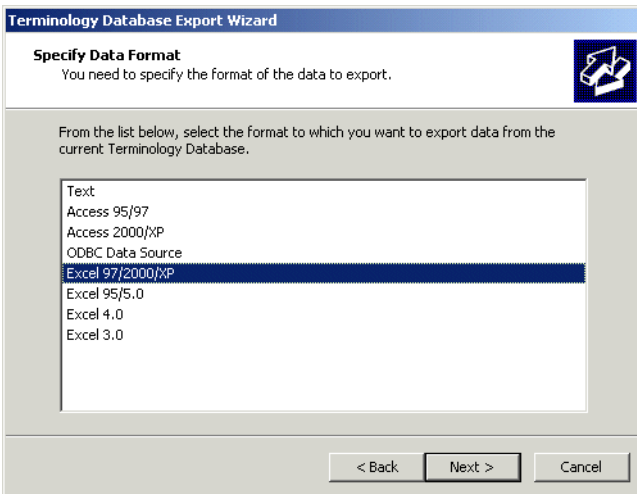 Terminology Database Export Wizard
Specify Data Format
You need to specify the format of the data to export.
From the list below, select the format to which you want to export data from the
current Terminology Database.
Text
Access 95/97
Access 2000/XP
ODBC Data Source
Excel 97/2000/XP
Excel 95/5.0
Excel 4.0
Excel 3.0
< Back Next > Cancel